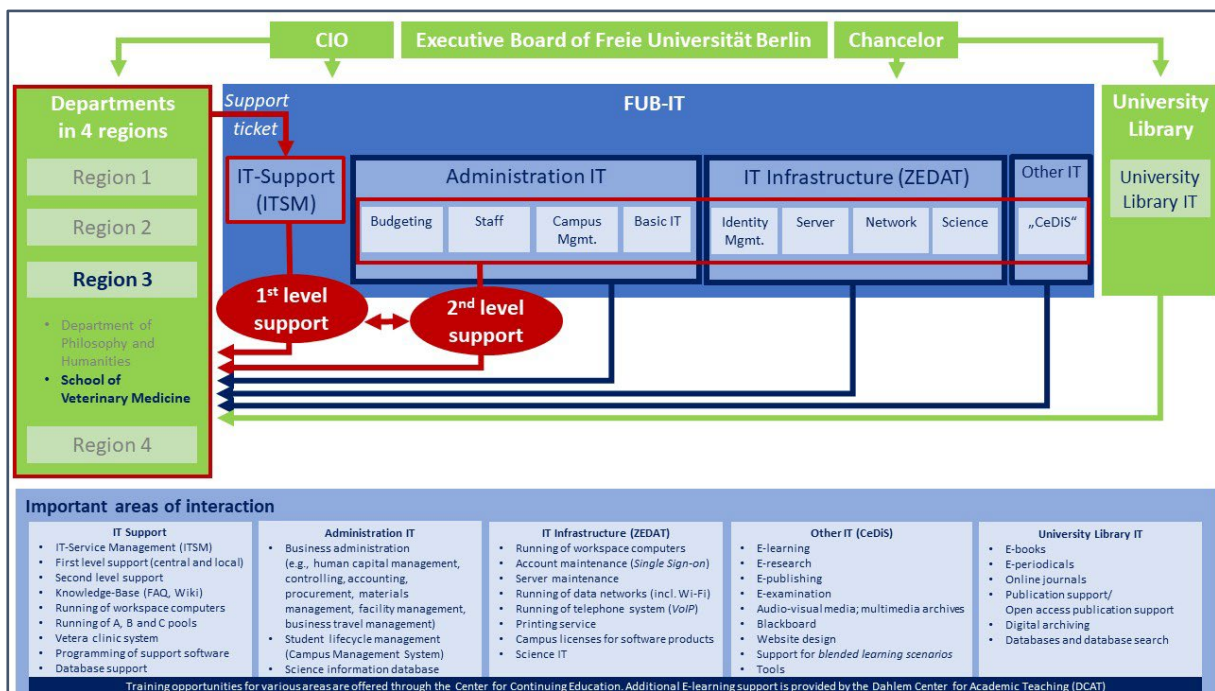 CIO
Executive Board of Freie Universität Berlin
Chancelor
Departments
in 4 regions
Region 1
Region 2
Region 3
• Department of
Philosophy and
Humanities
• School of
Veterinary Medicine
Region 4
Support
ticket
FUB-IT
IT-Support
(ITSM)
Administration IT
Budgeting
Staff
Campus
Mgmt.
Basic IT
IT Infrastructure (ZEDAT)
Identity
Mgmt.
Server
Network
Science
Other IT
„CeDiS“
University
Library
University
Library IT
1st level
support
2nd level
support
Important areas of interaction
IT Support
• IT-Service Management (ITSM)
• First level support (central and local)
• Second level support
• Knowledge-Base (FAQ, Wiki)
• Running of workspace computers
• Running of A, B and C pools
• Vetera clinic system
• Programming of support software
• Database support
Administration IT
• Business administration
(e.g., human capital management,
controlling, accounting,
procurement, materials
management, facility management,
business travel management)
• Student lifecycle management
(Campus Management System)
• Science information database
IT Infrastructure (ZEDAT)
• Running of workspace computers
• Account maintenance (Single Sign-on)
• Server maintenance
• Running of data networks (incl. Wi-Fi)
• Running of telephone system (VoIP)
• Printing service
• Campus licenses for software products
• Science IT
Other IT (CeDiS)
• E-learning
• E-research
• E-publishing
• E-examination
• Audio-visual media; multimedia archives
• Blackboard
• Website design
• Support for blended learning scenarios
• Tools
University Library IT
• E-books
• E-periodicals
• Online journals
• Publication support/
Open access publication support
• Digital archiving
• Databases and database search
Training opportunities for various areas are offered through the Center for Continuing Education. Additional E-learning support is provided by the Dahlem Center for Academic Teaching (DCAT)